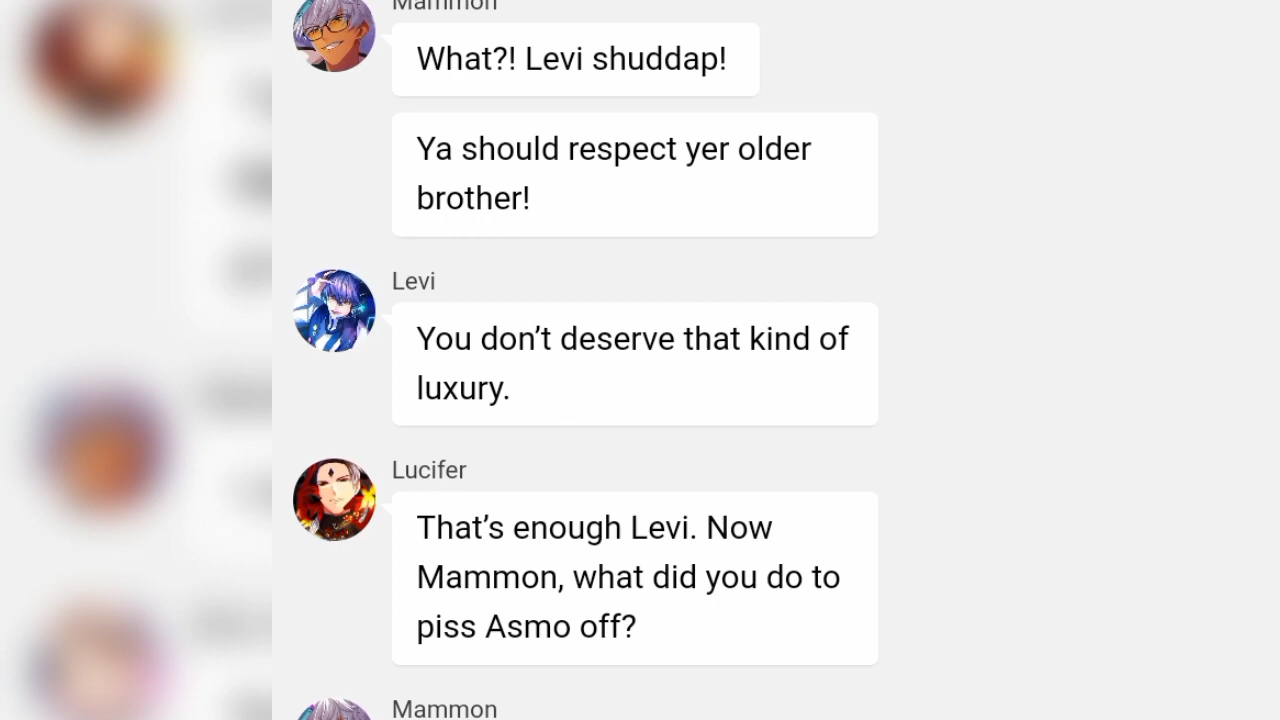 Mammon
What?! Levi shuddap!
Ya should respect yer older
brother!
Levi
You don’t deserve that kind of
luxury.
Lucifer
That’s enough Levi. Now
Mammon, what did you do to
piss Asmo off?
Mammon